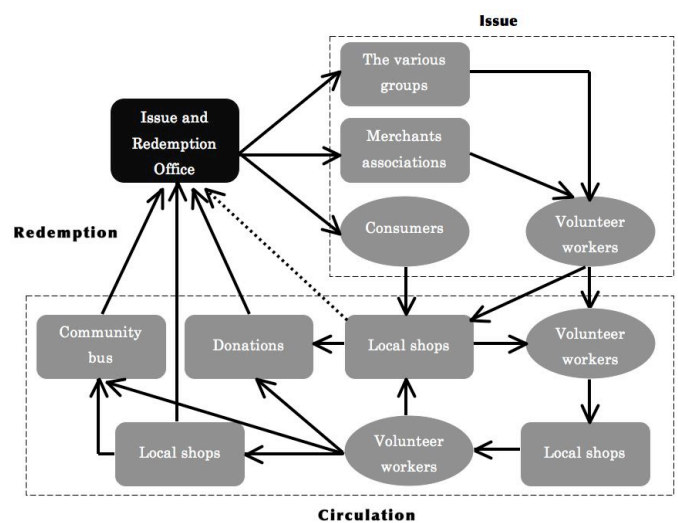 Issue
The various
groups
Issue and
Redemption
Office
Merchants
associations
Consumers
Volunteer
workers
Redemption
Community
bus
Donations
Local shops
Volunteer
workers
Local shops
Volunteer
workers
Local shops
Circulation